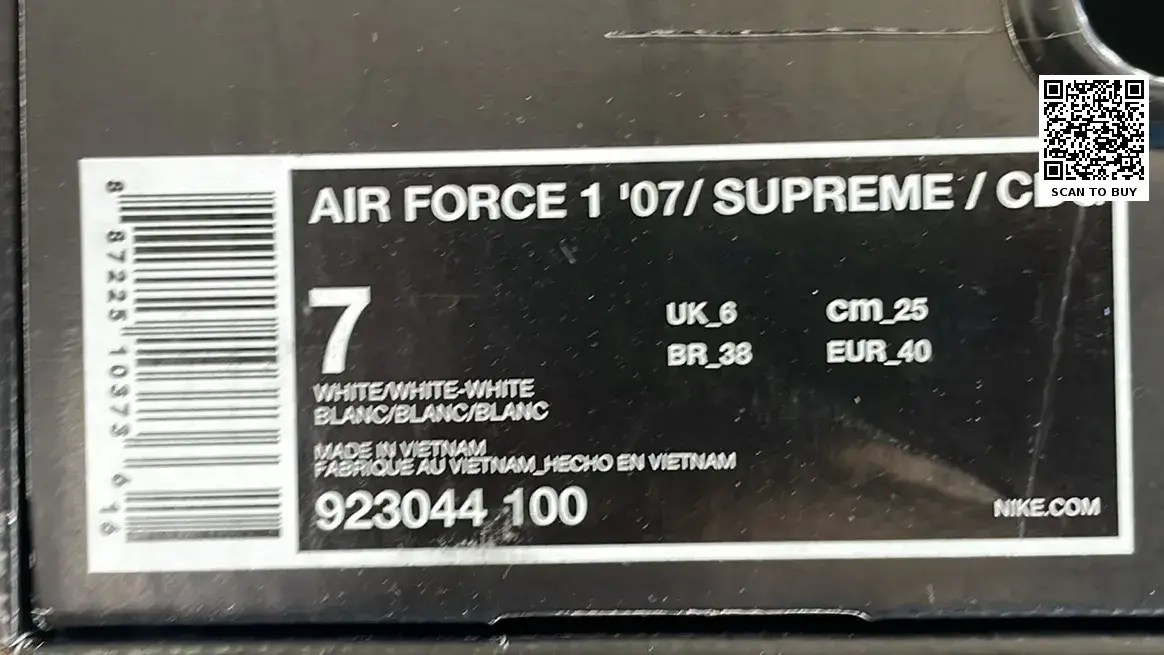 SCAN TO BUY
AIR FORCE 1 '07/ SUPREME /
7
UK_6
cm_25
BR_38
EUR_40
WHITE/WHITE-WHITE
BLANC/BLANC/BLANC
MADE IN VIETNAM
FABRIQUE AU VIETNAM_HECHO EN VIETNAM
923044 100
NIKE.COM
8 87225 10373 6 16